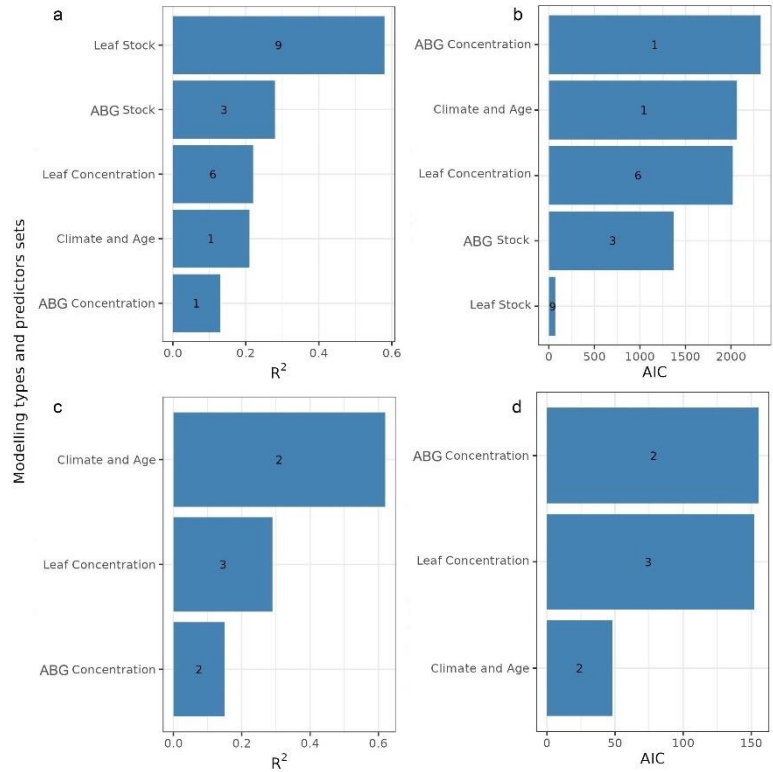 Modelling types and predictors sets
a
Leaf Stock
9
ABG Stock
3
Leaf Concentration
6
Climate and Age
1
ABG Concentration
1
0.0 0.2 0.4 0.6
R²
b
ABG Concentration
1
Climate and Age
1
Leaf Concentration
6
ABG Stock
3
Leaf Stock
9
0 500 1000 1500 2000
AIC
c
Climate and Age
2
Leaf Concentration
3
ABG Concentration
2
0.0 0.2 0.4 0.6
R²
d
ABG Concentration
2
Leaf Concentration
3
Climate and Age
2
0 50 100 150
AIC